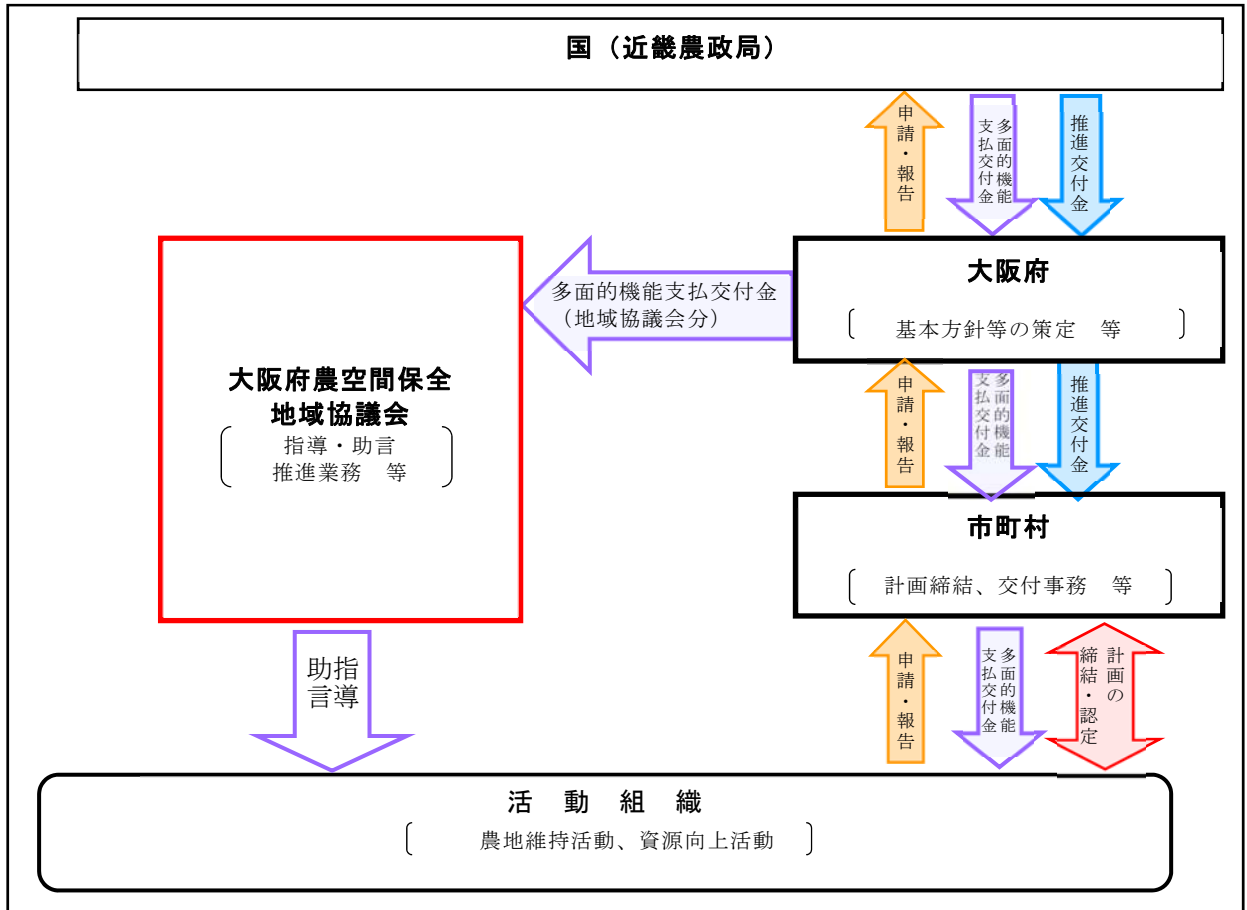 国（近畿農政局）
申請・報告
多面的機能
支払交付金
推進交付金
大阪府
基本方針等の策定　等
多面的機能支払交付金
（地域協議会分）
大阪府農空間保全
地域協議会
指導・助言
推進業務　等
申請・報告
多面的機能
支払交付金
推進交付金
市町村
計画締結、交付事務　等
指導
助言
申請・報告
多面的機能
支払交付金
計画の
締結・認定
活　動　組　織
農地維持活動、資源向上活動